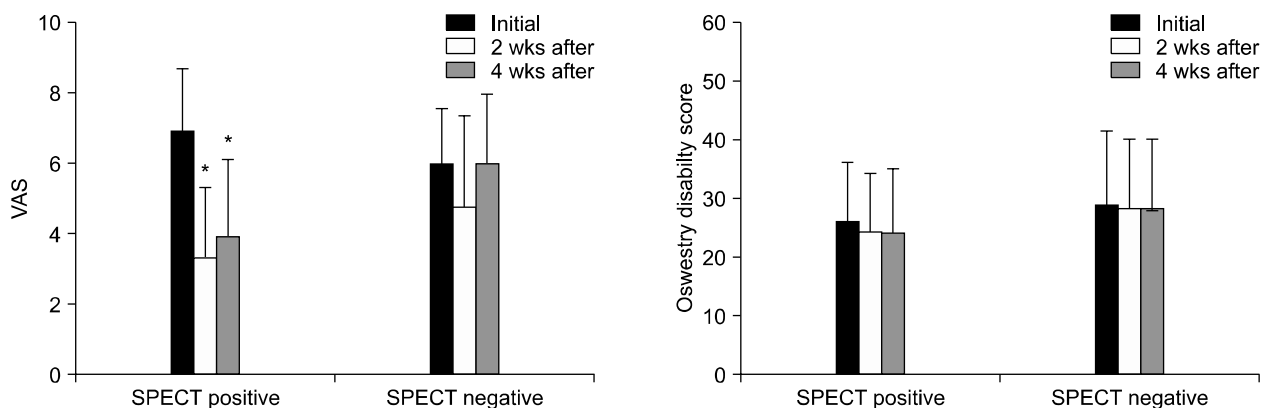 10
8
6
4
2
0
VAS
Initial
2 wks after
4 wks after
*
*
SPECT positive
SPECT negative
60
50
40
30
20
10
0
Oswestry disabilty score
Initial
2 wks after
4 wks after
SPECT positive
SPECT negative